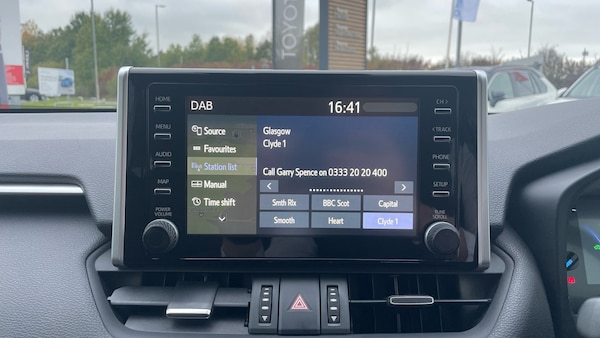 TOYOTA
HOME
MENU
AUDIO
MAP
POWER
VOLUME
DAB
16:41
Source
Favourites
Station list
Manual
Time shift
Glasgow
Clyde 1
Call Garry Spence on 0333 20 20 400
Smth Rlx
BBC Scot
Capital
Smooth
Heart
Clyde 1
CH >
< TRACK
PHONE
SETUP
TUNE
SCROLL